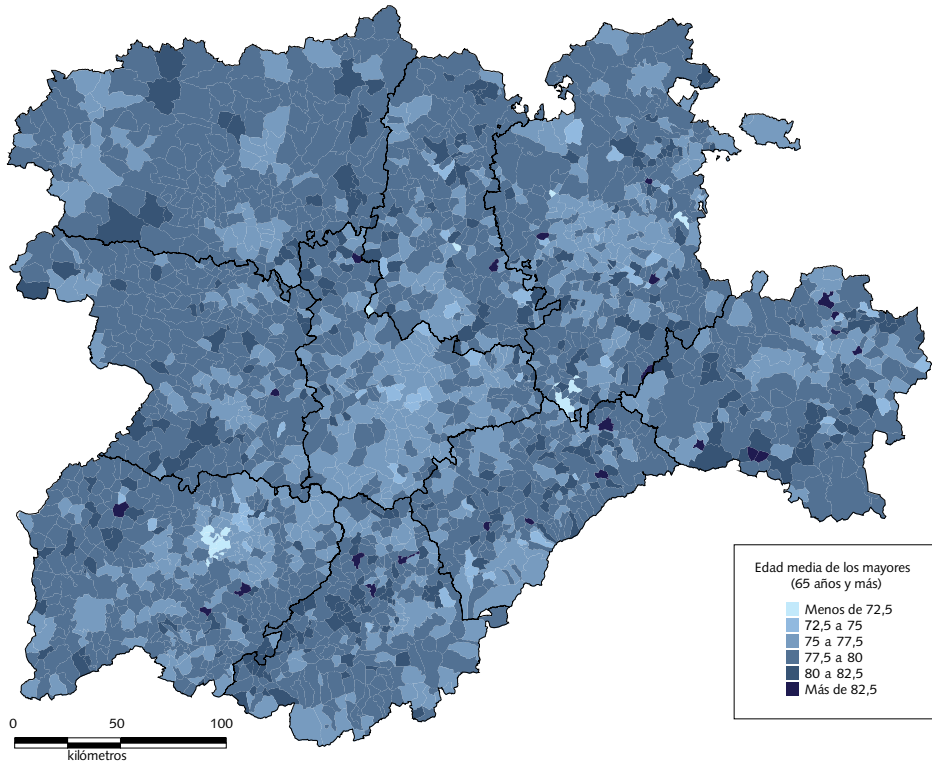 Edad media de los mayores
(65 años y más)
Menos de 72,5
72,5 a 75
75 a 77,5
77,5 a 80
80 a 82,5
Más de 82,5
0 50 100
kilómetros